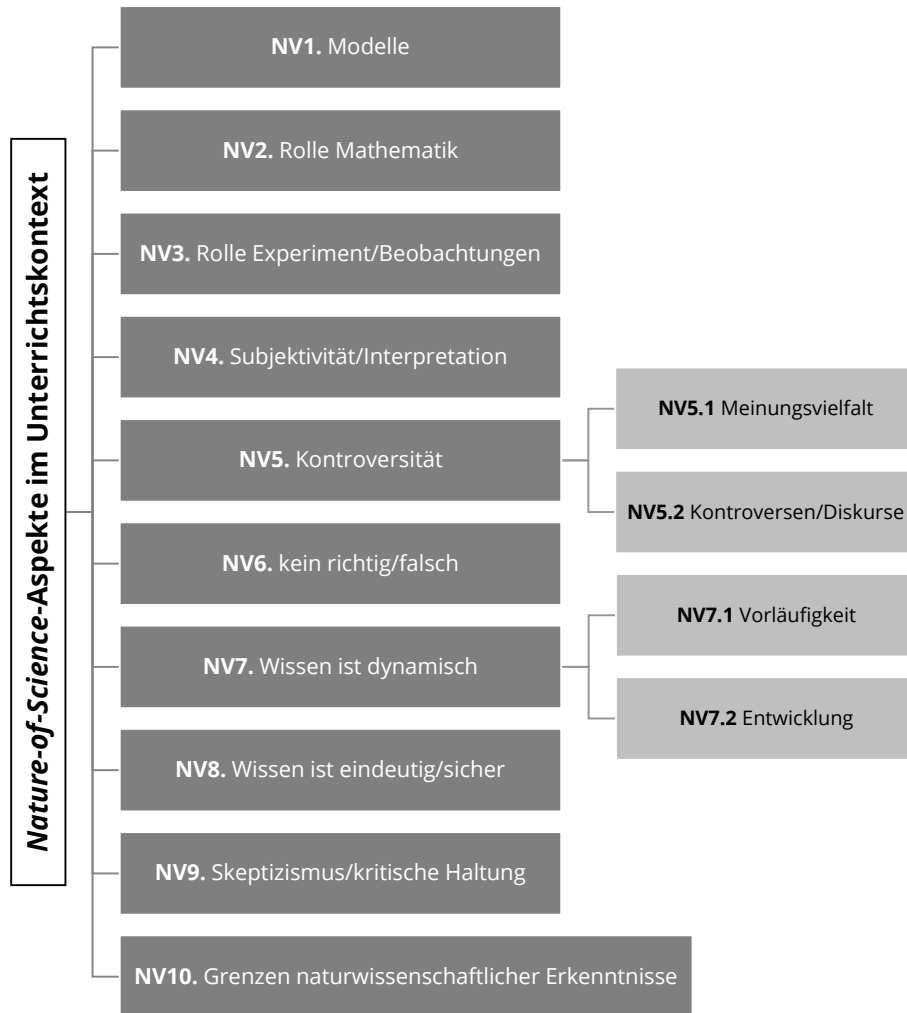 Nature-of-Science-Aspekte im Unterrichtskontext
NV1. Modelle
NV2. Rolle Mathematik
NV3. Rolle Experiment/Beobachtungen
NV4. Subjektivität/Interpretation
NV5. Kontroversität
NV5.1 Meinungsvielfalt
NV5.2 Kontroversen/Diskurse
NV6. kein richtig/falsch
NV7. Wissen ist dynamisch
NV7.1 Vorläufigkeit
NV7.2 Entwicklung
NV8. Wissen ist eindeutig/sicher
NV9. Skeptizismus/kritische Haltung
NV10. Grenzen naturwissenschaftlicher Erkenntnisse